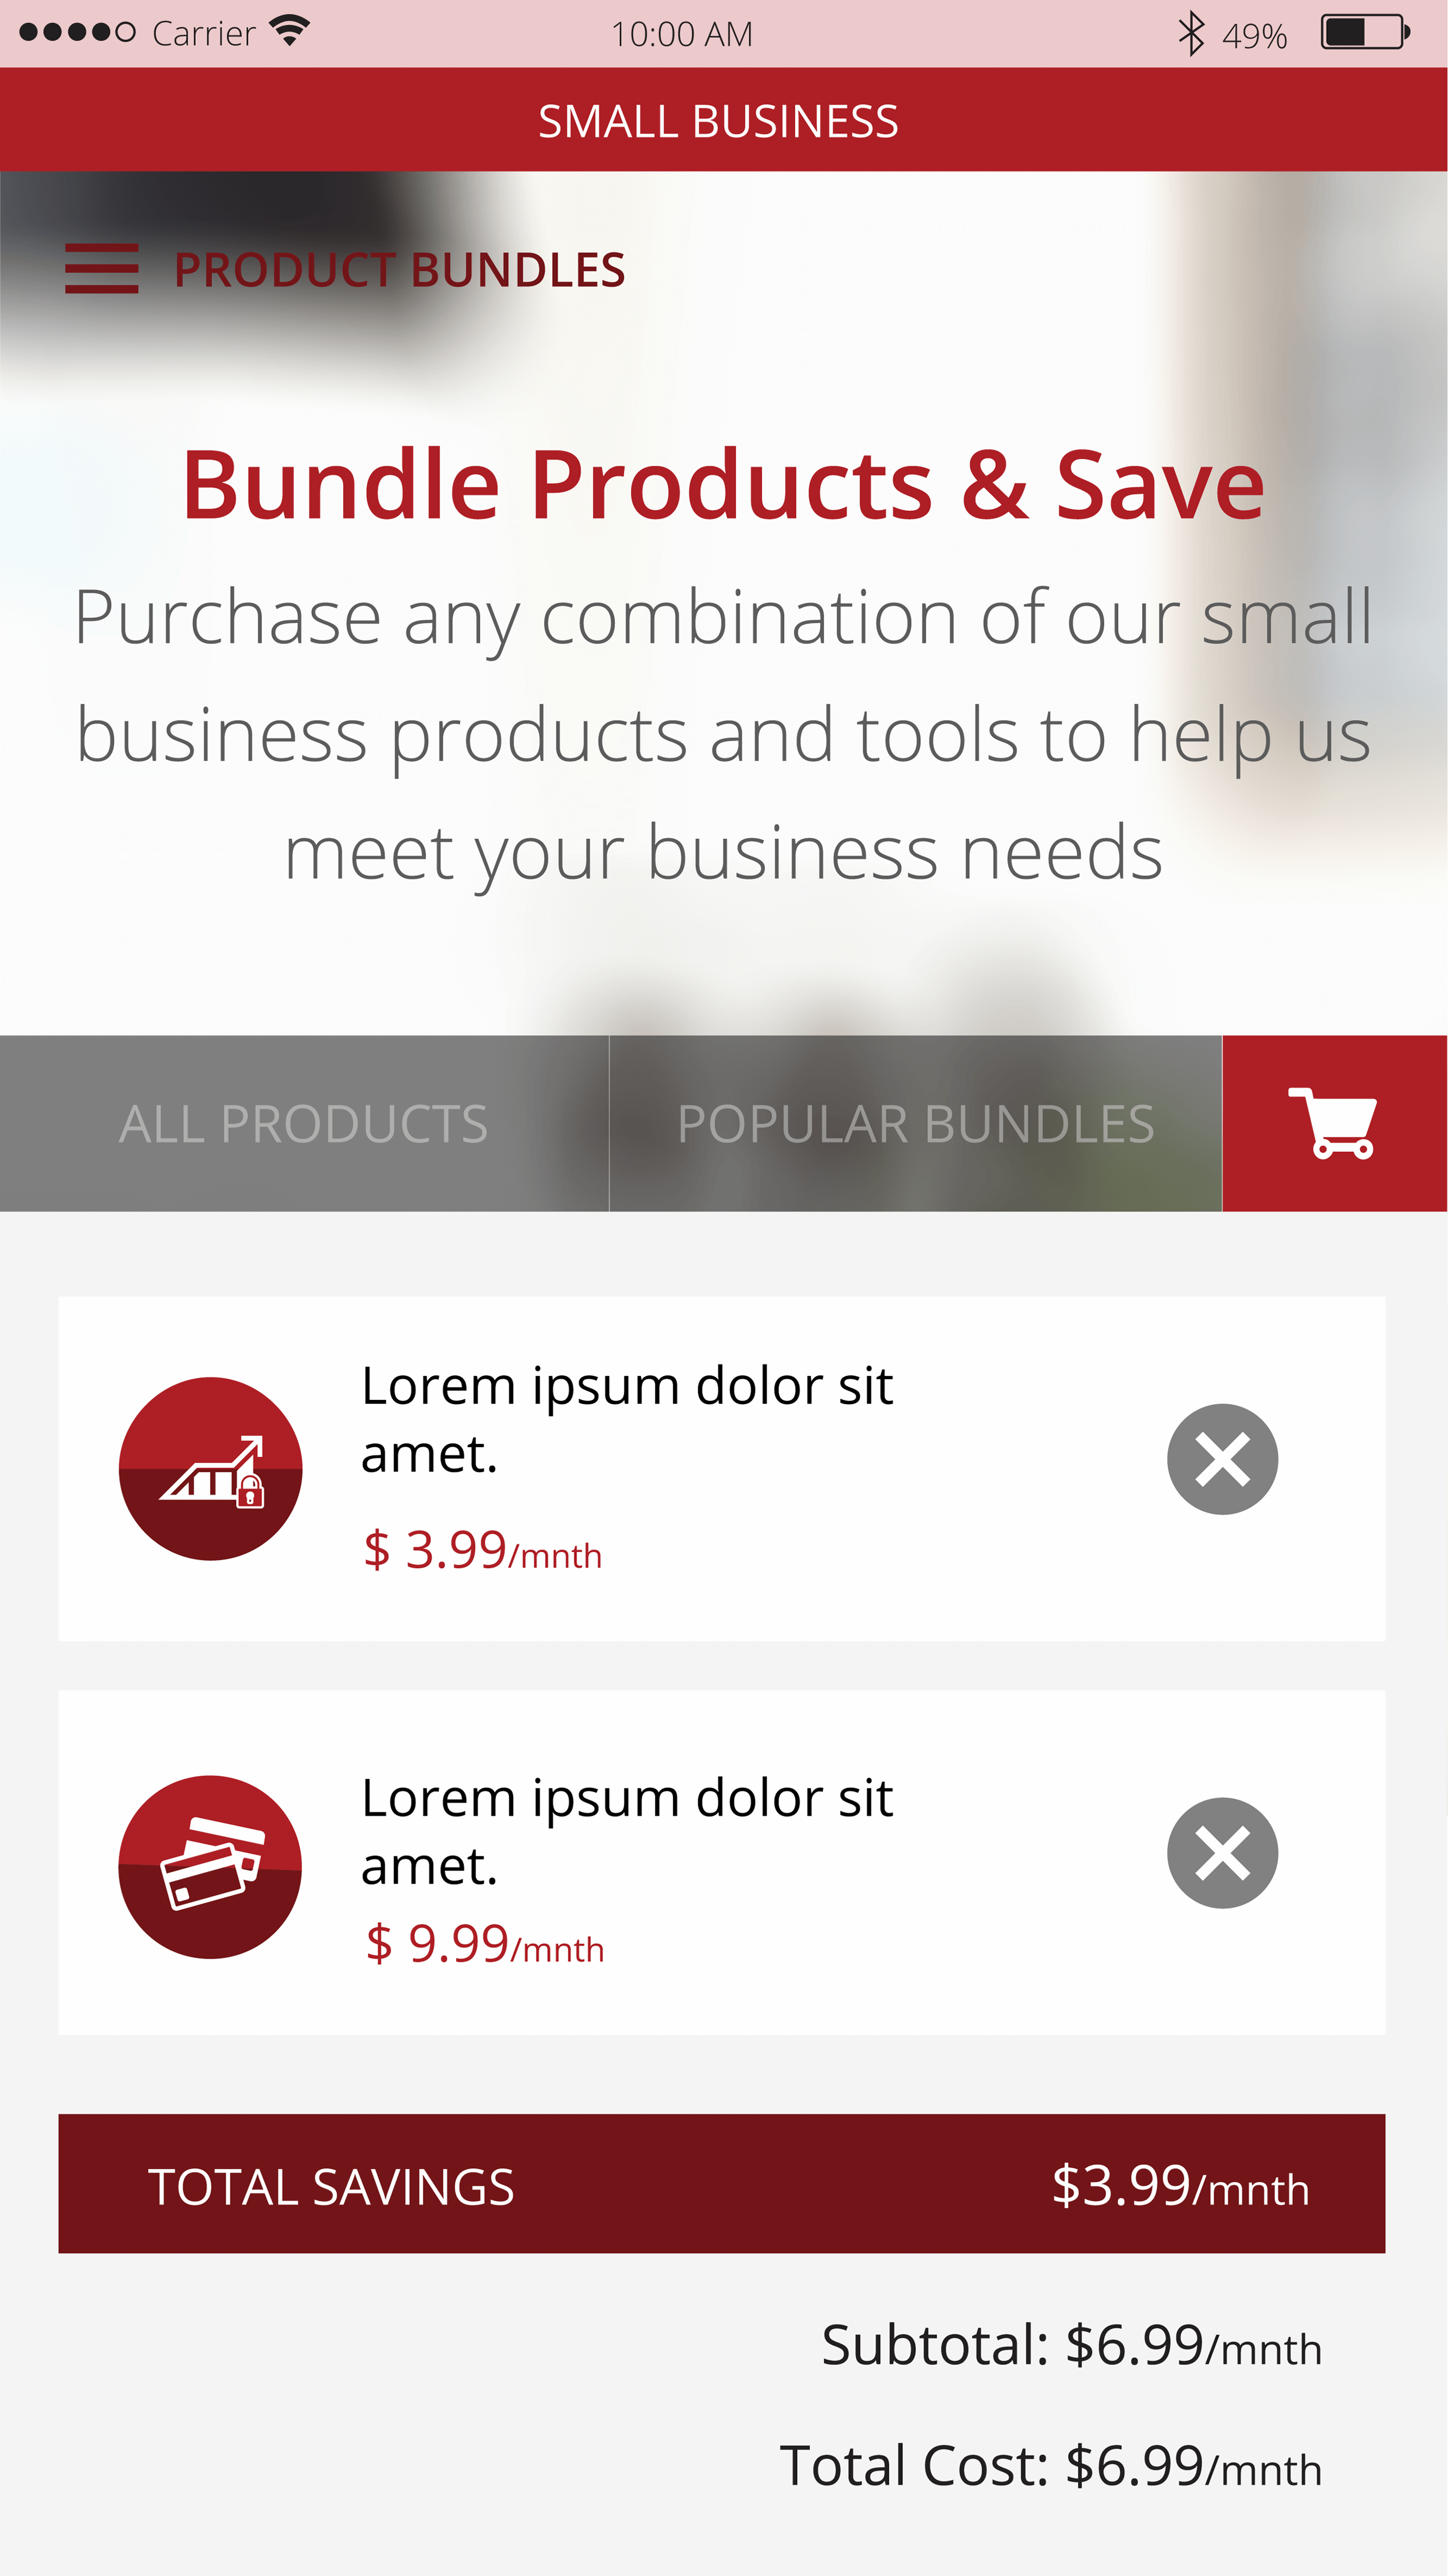 Carrier 10:00 AM 49%
SMALL BUSINESS
PRODUCT BUNDLES
Bundle Products & Save
Purchase any combination of our small
business products and tools to help us
meet your business needs
ALL PRODUCTS POPULAR BUNDLES
Lorem ipsum dolor sit
amet.
$ 3.99/mnth
Lorem ipsum dolor sit
amet.
$ 9.99/mnth
TOTAL SAVINGS $3.99/mnth
Subtotal: $6.99/mnth
Total Cost: $6.99/mnth